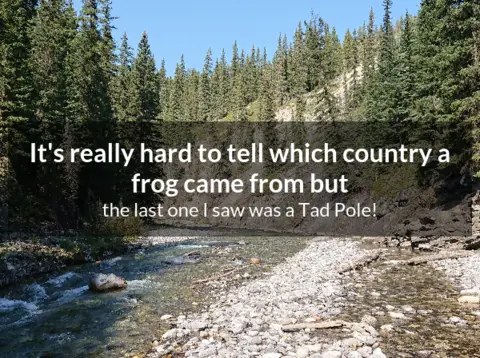 It's really hard to tell which country a
frog came from but
the last one I saw was a Tad Pole!